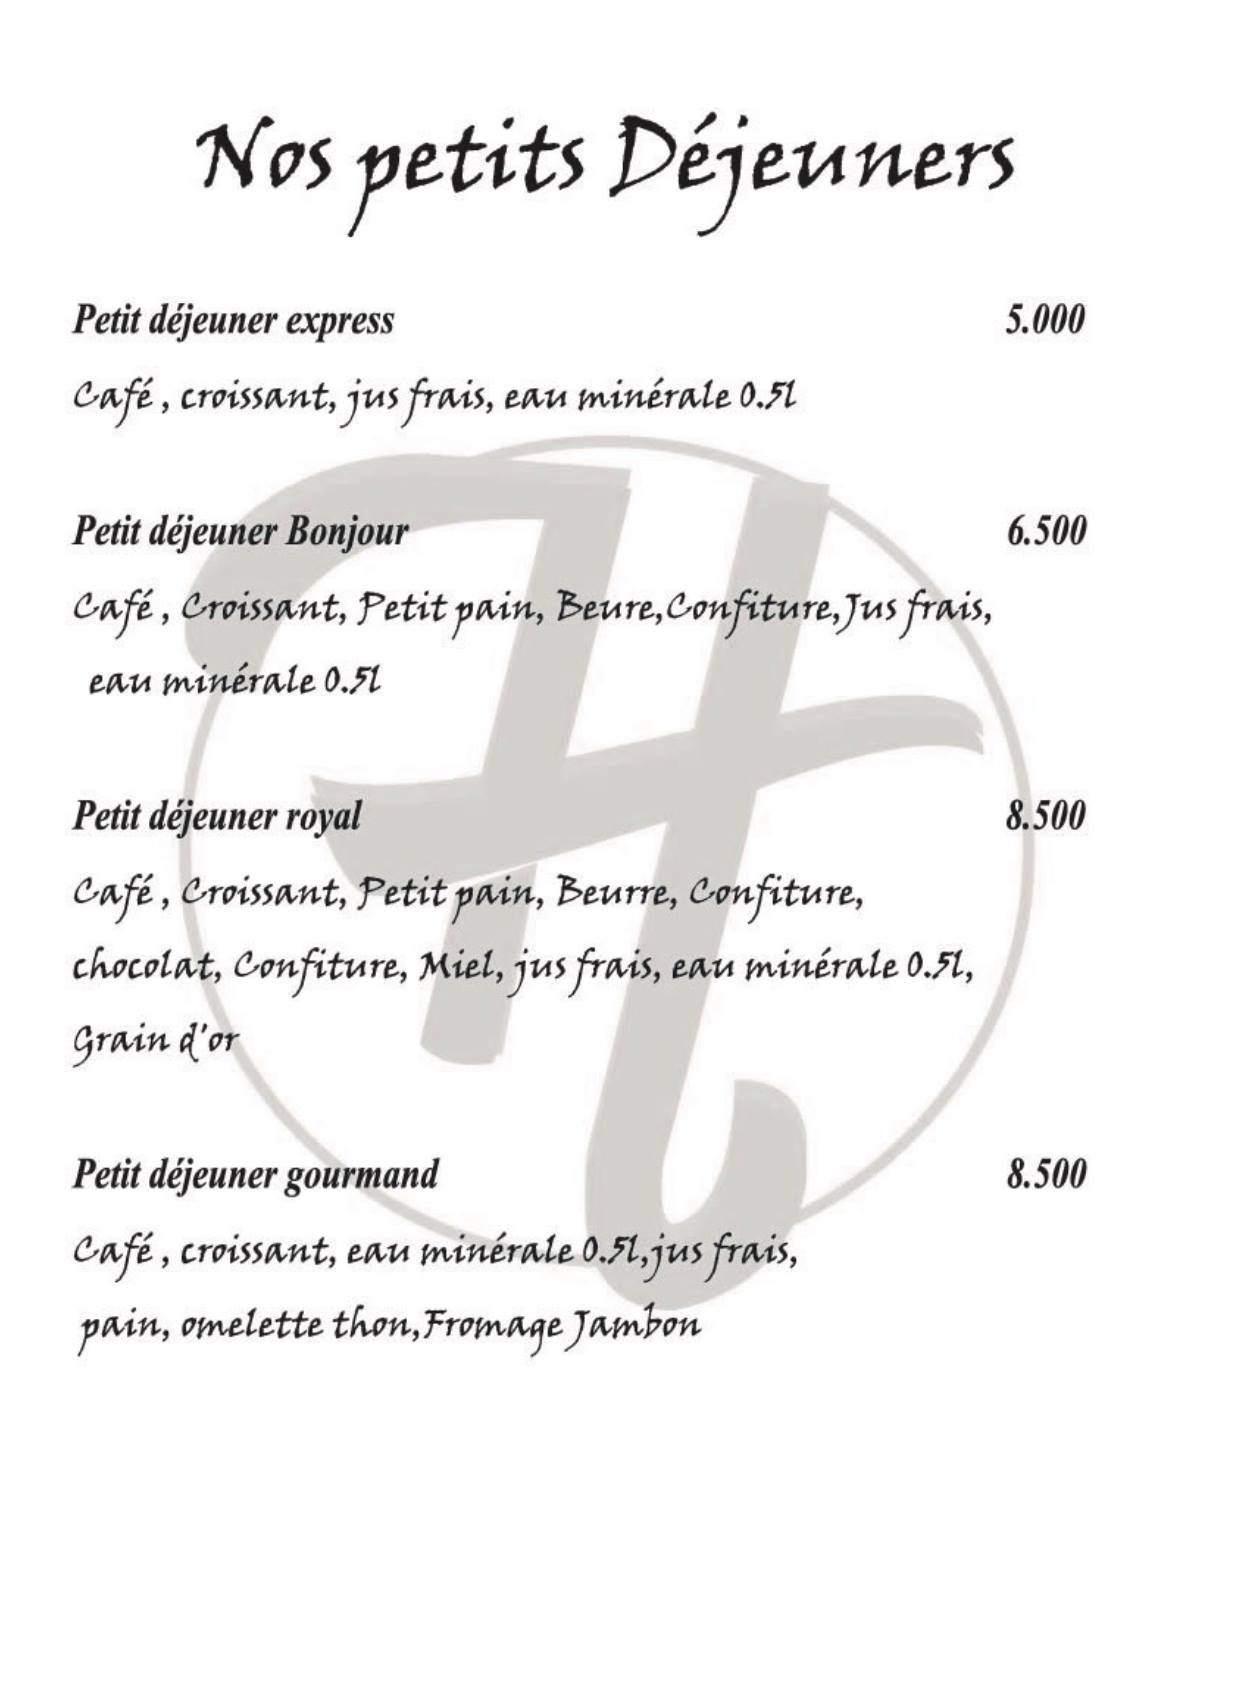 Nos petits Déjeuners
Petit déjeuner express 5.000
Café , croissant, jus frais, eau minérale 0.5l
Petit déjeuner Bonjour 6.500
Café , Croissant, Petit pain, Beure,Confiture,Jus frais,
eau minérale 0.5l
Petit déjeuner royal 8.500
Café , Croissant, Petit pain, Beurre, Confiture,
chocolat, Confiture, Miel, jus frais, eau minérale 0.5l,
Grain d'or
Petit déjeuner gourmand 8.500
Café , croissant, eau minérale 0.5l,jus frais,
pain, omelette thon,Fromage Jambon